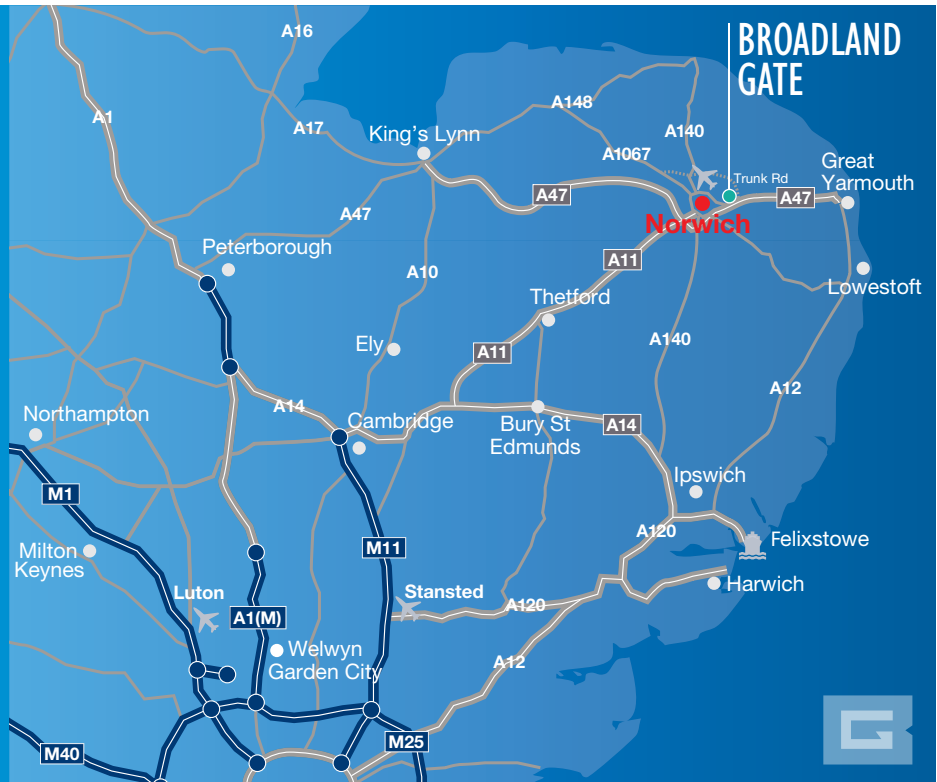 BROADLAND
GATE
A16
A1
A17
A148
King's Lynn
A140
A1067
Great
Yarmouth
Trunk Rd
A47
A47
A47
Norwich
Peterborough
A11
A10
Lowestoft
Thetford
A140
Ely
A11
A12
Northampton
A14
Cambridge
Bury St
Edmunds
A14
M1
Ipswich
A120
M11
Felixstowe
Milton
Keynes
Luton
Stansted
Harwich
A1(M)
A120
Welwyn
Garden City
A12
M25
M40